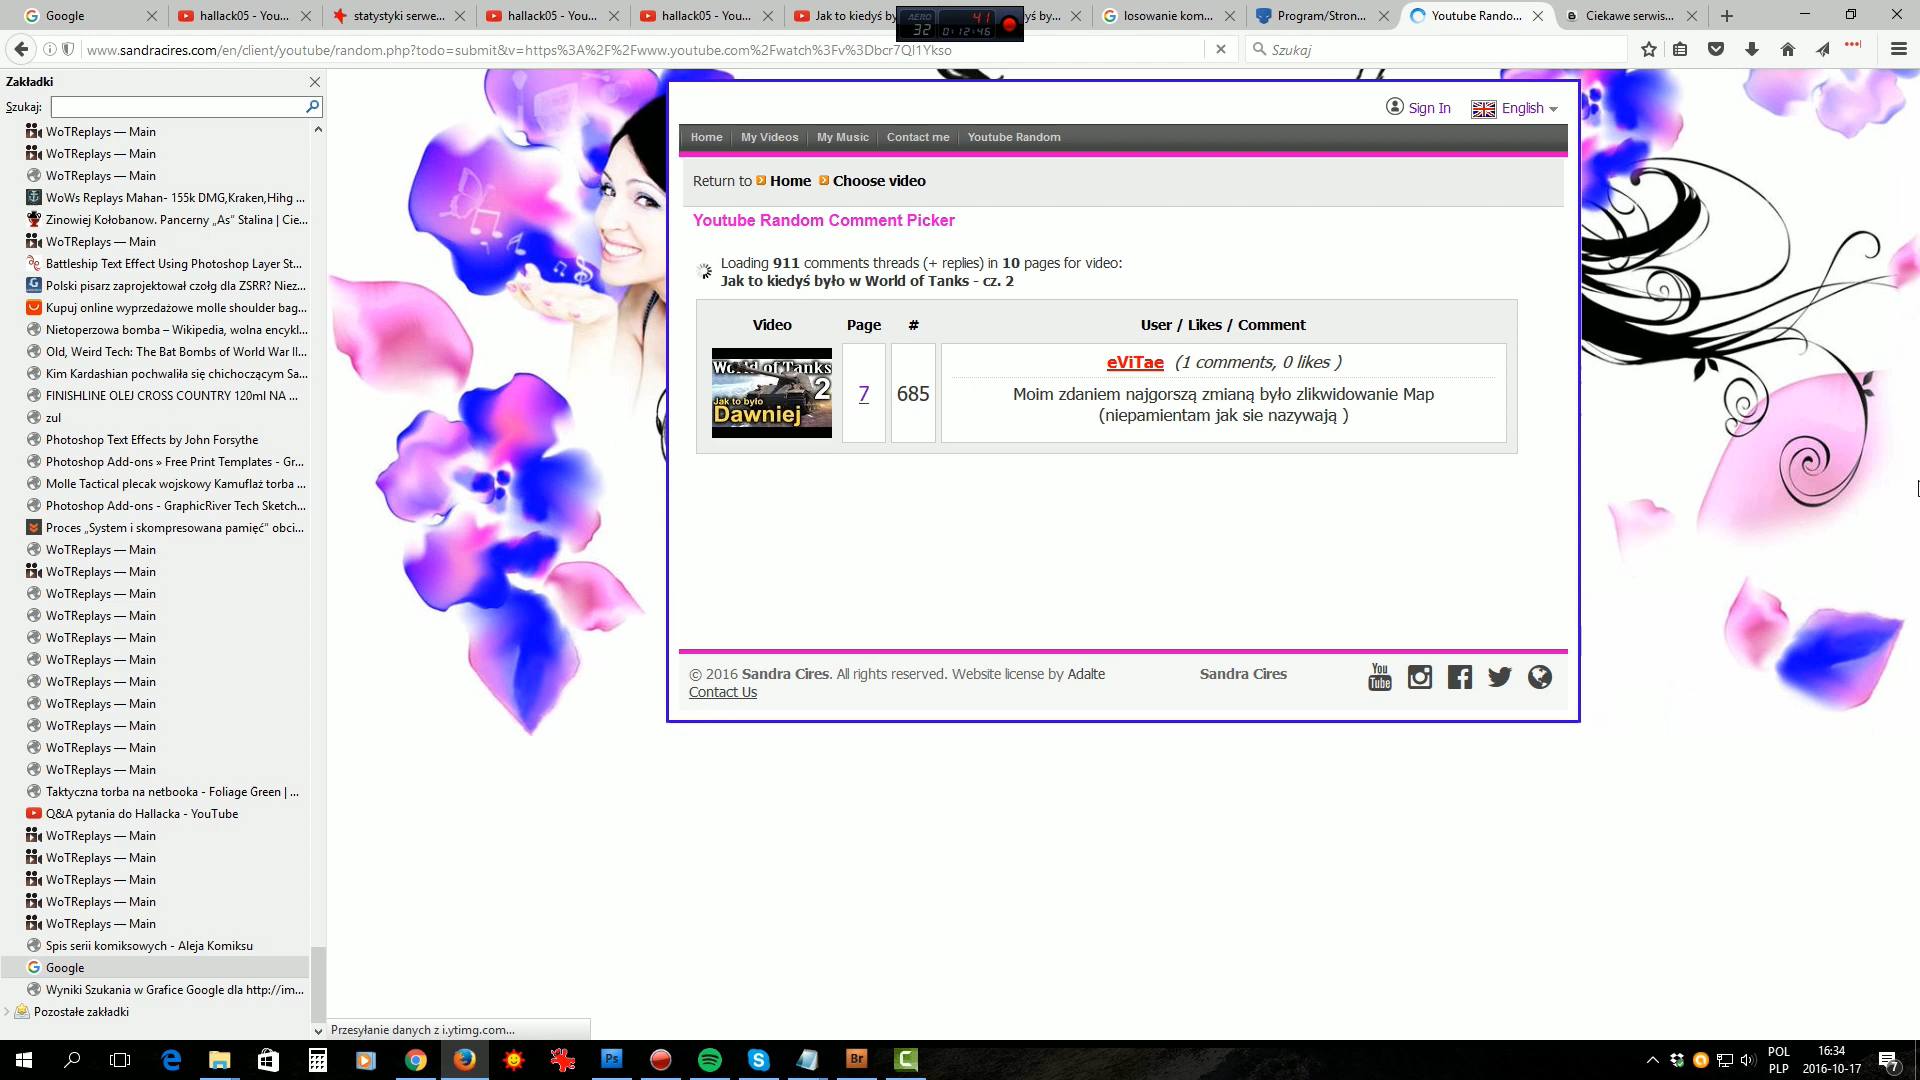 Google
hallack05 - You...
statystyki serwe...
hallack05 - You...
hallack05 - You...
Jak to kiedyś by
yś by...
losowanie kom...
Program/Stron...
Youtube Rando...
Ciekawe serwis...
AERO
32
41
0:12:46
www.sandracires.com/en/client/youtube/random.php?todo=submit&v=https%3A%2F%2Fwww.youtube.com%2Fwatch%3Fv%3Dbcr7Ql1Ykso
Szukaj
Zakładki
Szukaj:
WoTReplays — Main
WoTReplays — Main
WoTReplays — Main
WoWs Replays Mahan- 155k DMG,Kraken,Hihg ...
Zinowiej Kołobanow. Pancerny „As” Stalina | Cie...
WoTReplays — Main
Battleship Text Effect Using Photoshop Layer St...
Polski pisarz zaprojektował czołg dla ZSRR? Niez...
Kupuj online wyprzedażowe molle shoulder bag...
Nietoperzowa bomba – Wikipedia, wolna encykl...
Old, Weird Tech: The Bat Bombs of World War II...
Kim Kardashian pochwaliła się chichoczącym Sa...
FINISHLINE OLEJ CROSS COUNTRY 120ml NA ...
zul
Photoshop Text Effects by John Forsythe
Photoshop Add-ons » Free Print Templates - Gr...
Molle Tactical plecak wojskowy Kamuflaż torba ...
Photoshop Add-ons - GraphicRiver Tech Sketch...
Proces „System i skompresowana pamięć” obci...
WoTReplays — Main
WoTReplays — Main
WoTReplays — Main
WoTReplays — Main
WoTReplays — Main
WoTReplays — Main
WoTReplays — Main
WoTReplays — Main
WoTReplays — Main
WoTReplays — Main
WoTReplays — Main
Taktyczna torba na netbooka - Foliage Green | ...
Q&A pytania do Hallacka - YouTube
WoTReplays — Main
WoTReplays — Main
WoTReplays — Main
WoTReplays — Main
WoTReplays — Main
Spis serii komiksowych - Aleja Komiksu
Google
Wyniki Szukania w Grafice Google dla http://im...
Pozostałe zakładki
Sign In
English
Home
My Videos
My Music
Contact me
Youtube Random
Return to Home Choose video
Youtube Random Comment Picker
Loading 911 comments threads (+ replies) in 10 pages for video:
Jak to kiedyś było w World of Tanks - cz. 2
Video
Page
#
User / Likes / Comment
World of Tanks
2
Jak to było
Dawniej
7
685
eViTae (1 comments, 0 likes )
Moim zdaniem najgorszą zmianą było zlikwidowanie Map
(niepamientam jak sie nazywają )
© 2016 Sandra Cires. All rights reserved. Website license by Adalte
Contact Us
Sandra Cires
You
Tube
Przesyłanie danych z i.ytimg.com...
Ps
Br
POL
PLP
16:34
2016-10-17
7